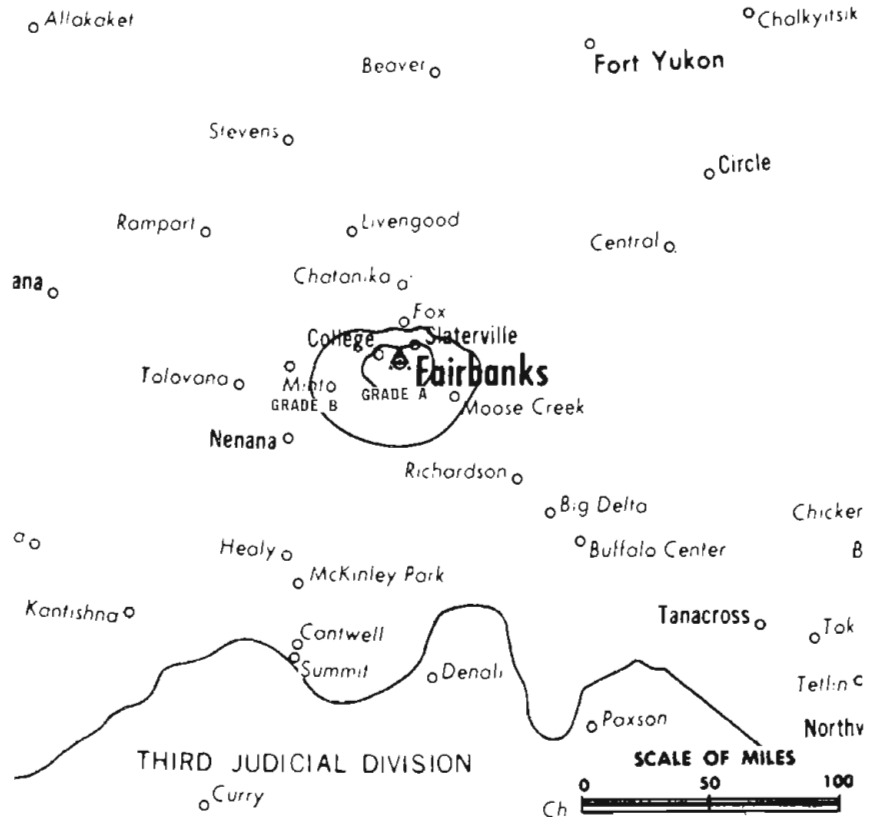 Allakaket
Chalkyitsik
Beaver
Fort Yukon
Stevens
Circle
Rampart
Livengood
Central
ana
Chatanika
Fox
College
Slaterville
Fairbanks
Tolovana
Minto
GRADE B
GRADE A
Moose Creek
Nenana
Richardson
Big Delta
Chicker
a
Healy
Buffalo Center
B
McKinley Park
Kantishna
Tanacross
Tok
Cantwell
Summit
Denali
Tetlin
Paxson
Northw
THIRD JUDICIAL DIVISION
SCALE OF MILES
0 50 100
Curry
Ch